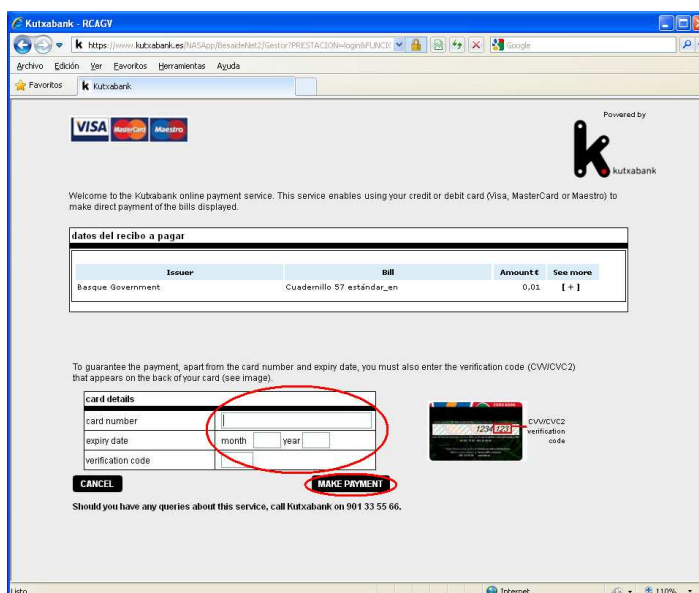 Kutxabank - RCAGV
https://www.kutxabank.es/NASApp/BesaideNet2/Gestor?PRESTACION=login&FUNCIC
Google
Archivo Edición Ver Favoritos Herramientas Ayuda
Favoritos Kutxabank
Powered by
VISA MasterCard Maestro
kutxabank
Welcome to the Kutxabank online payment service. This service enables using your credit or debit card (Visa, MasterCard or Maestro) to
make direct payment of the bills displayed.
datos del recibo a pagar
Issuer Bill Amount € See more
Basque Government Cuadernillo 57 estándar_en 0,01 [ + ]
To guarantee the payment, apart from the card number and expiry date, you must also enter the verification code (CVV/CVC2)
that appears on the back of your card (see image).
card details
card number
expiry date month year
verification code
1234 123
CVV/CVC2
verification
code
CANCEL MAKE PAYMENT
Should you have any queries about this service, call Kutxabank on 901 33 55 66.
Listo Internet 110%